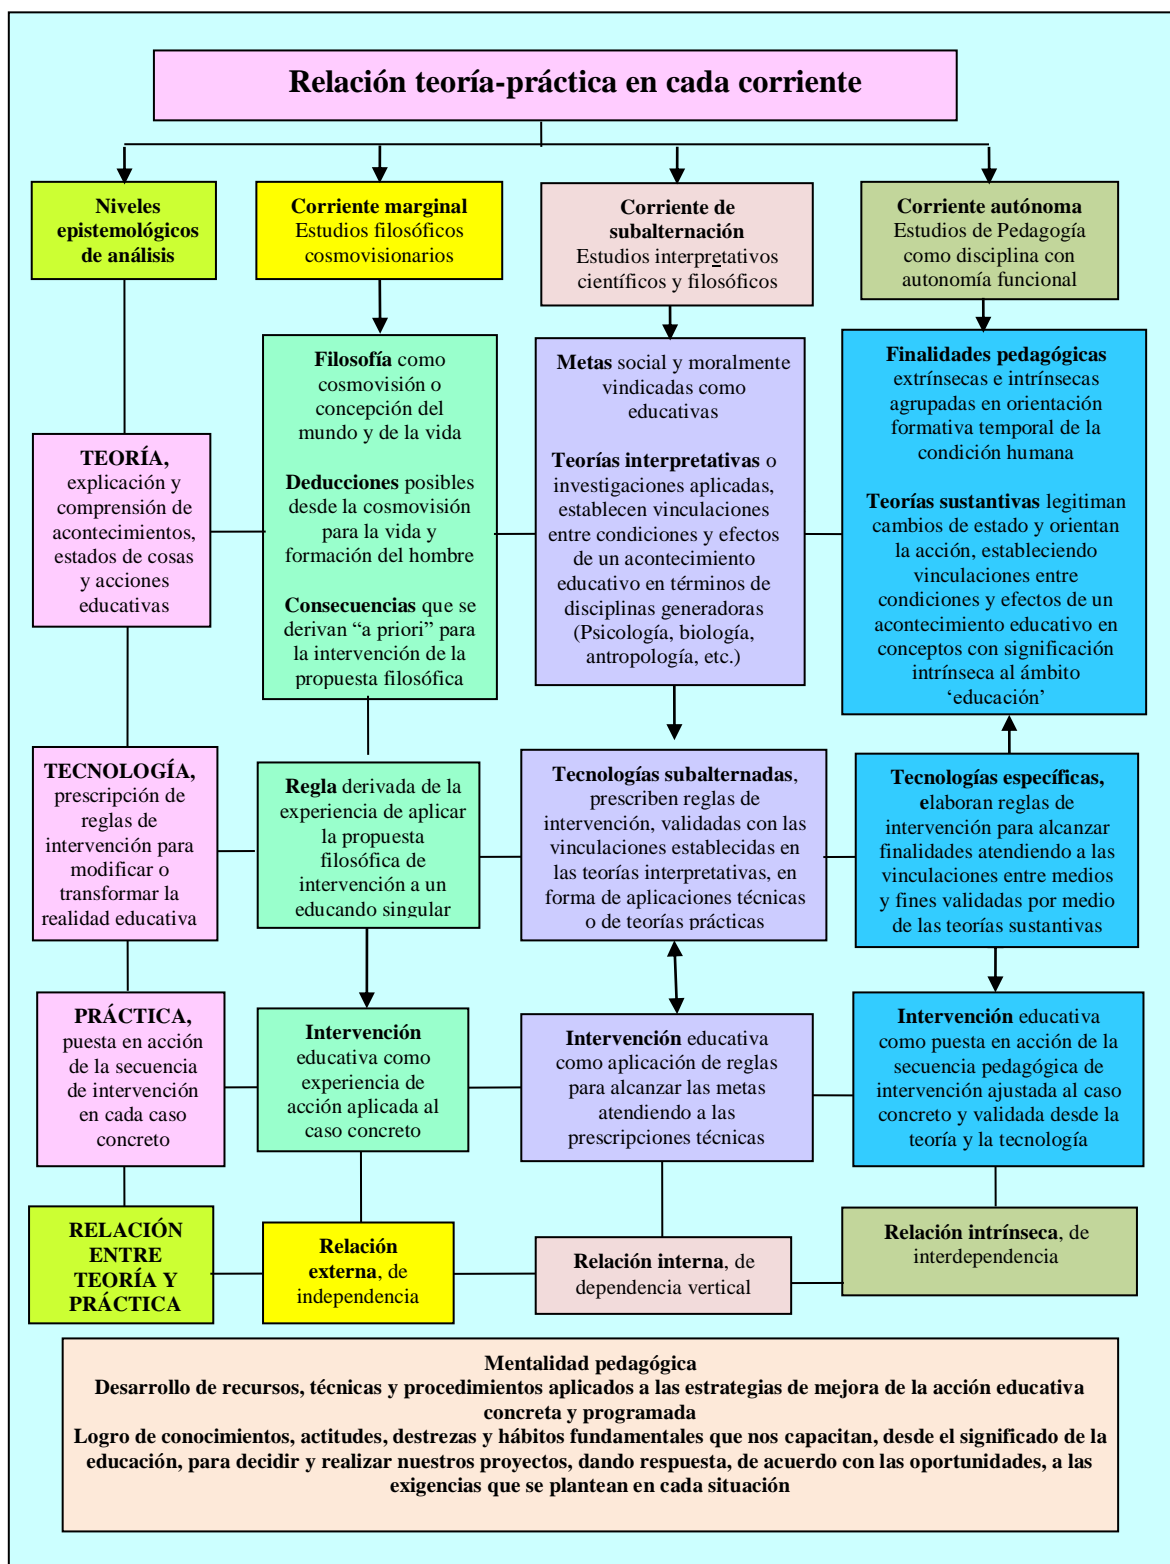 Relación teoría-práctica en cada corriente
Niveles
epistemológicos
de análisis
Corriente marginal
Estudios filosóficos
cosmovisionarios
Corriente de
subalternación
Estudios interpretativos
científicos y filosóficos
Corriente autónoma
Estudios de Pedagogía
como disciplina con
autonomía funcional
TEORÍA,
explicación y
comprensión de
acontecimientos,
estados de cosas
y acciones
educativas
Filosofía como
cosmovisión o
concepción del
mundo y de la vida
Deducciones posibles
desde la cosmovisión
para la vida y
formación del hombre
Consecuencias que se
derivan “a priori” para
la intervención de la
propuesta filosófica
Metas social y moralmente
vindicadas como
educativas
Teorías interpretativas o
investigaciones aplicadas,
establecen vinculaciones
entre condiciones y efectos
de un acontecimiento
educativo en términos de
disciplinas generadoras
(Psicología, biología,
antropología, etc.)
Finalidades pedagógicas
extrínsecas e intrínsecas
agrupadas en orientación
formativa temporal de la
condición humana
Teorías sustantivas legitiman
cambios de estado y orientan
la acción, estableciendo
vinculaciones entre
condiciones y efectos de un
acontecimiento educativo en
conceptos con significación
intrínseca al ámbito
‘educación’
TECNOLOGÍA,
prescripción de
reglas de
intervención para
modificar o
transformar la
realidad educativa
Regla derivada de la
experiencia de aplicar
la propuesta
filosófica de
intervención a un
educando singular
Tecnologías subalternadas,
prescriben reglas de
intervención, validadas con las
vinculaciones establecidas en
las teorías interpretativas, en
forma de aplicaciones técnicas
o de teorías prácticas
Tecnologías específicas,
elaboran reglas de
intervención para alcanzar
finalidades atendiendo a las
vinculaciones entre medios
y fines validadas por medio
de las teorías sustantivas
PRÁCTICA,
puesta en acción
de la secuencia
de intervención
en cada caso
concreto
Intervención
educativa como
experiencia de
acción aplicada al
caso concreto
Intervención educativa
como aplicación de reglas
para alcanzar las metas
atendiendo a las
prescripciones técnicas
Intervención educativa
como puesta en acción de la
secuencia pedagógica de
intervención ajustada al caso
concreto y validada desde la
teoría y la tecnología
RELACIÓN
ENTRE
TEORÍA Y
PRÁCTICA
Relación
externa, de
independencia
Relación interna, de
dependencia vertical
Relación intrínseca, de
interdependencia
Mentalidad pedagógica
Desarrollo de recursos, técnicas y procedimientos aplicados a las estrategias de mejora de la acción educativa
concreta y programada
Logro de conocimientos, actitudes, destrezas y hábitos fundamentales que nos capacitan, desde el significado de la
educación, para decidir y realizar nuestros proyectos, dando respuesta, de acuerdo con las oportunidades, a las
exigencias que se plantean en cada situación